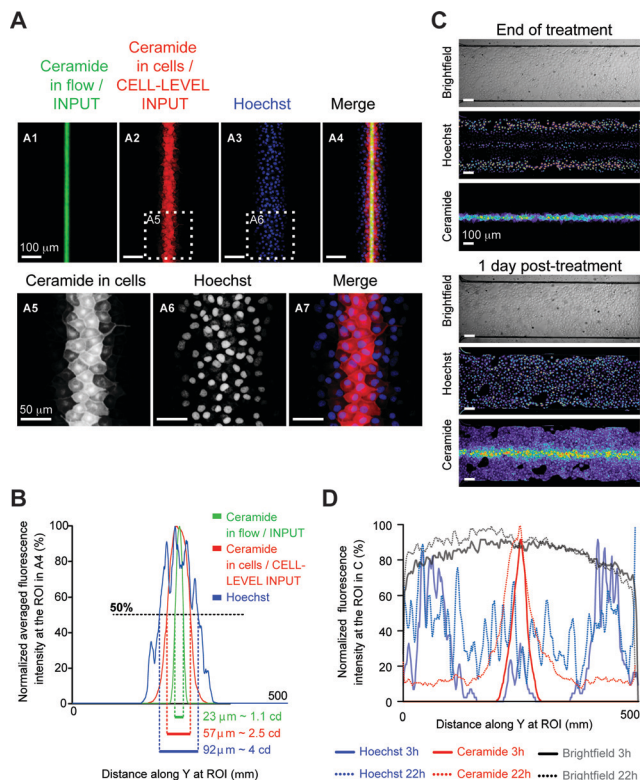 A
Ceramide
in flow /
INPUT
Ceramide
in cells /
CELL-LEVEL
INPUT
Hoechst
Merge
A1
100 µm
A2
A5
A3
A6
A4
Ceramide in cells
Hoechst
Merge
A5
50 µm
A6
A7
B
Normalized averaged fluorescence
intensity at the ROI in A4 (%)
100
80
60
40
20
0
50%
Ceramide
in flow / INPUT
Ceramide
in cells / CELL-
LEVEL INPUT
Hoechst
0
500
23 µm ~ 1.1 cd
57 µm ~ 2.5 cd
92 µm ~ 4 cd
Distance along Y at ROI (mm)
C
End of treatment
Brightfield
Hoechst
Ceramide
100 µm
1 day post-treatment
Brightfield
Hoechst
Ceramide
D
Normalized fluorescence
intensity at the ROI in C (%)
100
80
60
40
20
0
0
500
Distance along Y at ROI (mm)
Hoechst 3h
Ceramide 3h
Brightfield 3h
Hoechst 22h
Ceramide 22h
Brightfield 22h